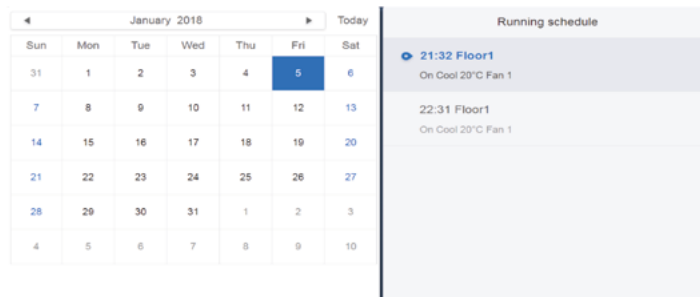 January 2018
Today
Sun Mon Tue Wed Thu Fri Sat
31 1 2 3 4 5 6
7 8 9 10 11 12 13
14 15 16 17 18 19 20
21 22 23 24 25 26 27
28 29 30 31 1 2 3
4 5 6 7 8 9 10
Running schedule
21:32 Floor1
On Cool 20°C Fan 1
22:31 Floor1
On Cool 20°C Fan 1